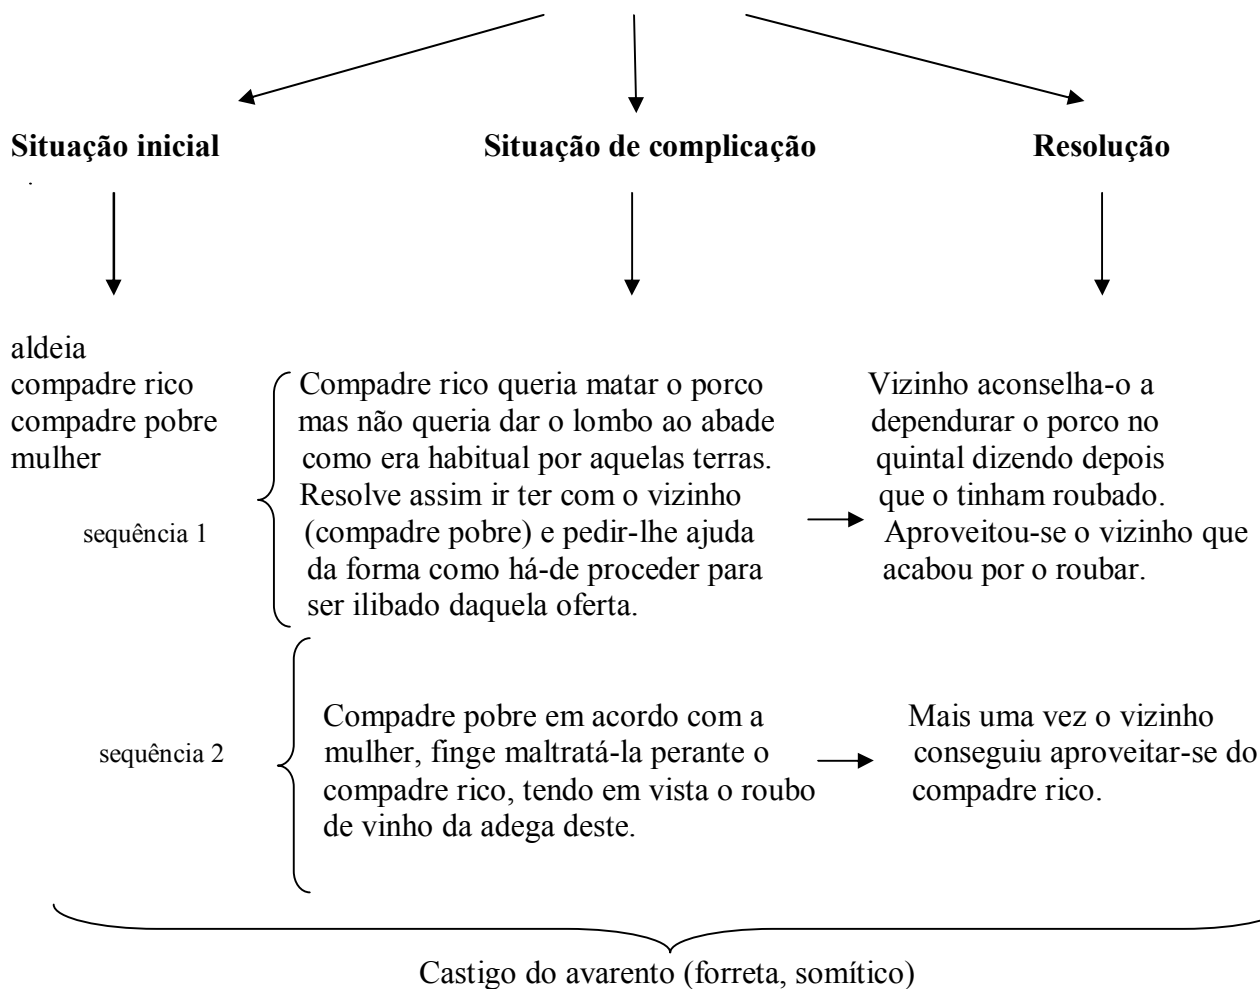 Situação inicial
Situação de complicação
Resolução
aldeia
compadre rico
compadre pobre
mulher
sequência 1
Compadre rico queria matar o porco
mas não queria dar o lombo ao abade
como era habitual por aquelas terras.
Resolve assim ir ter com o vizinho
(compadre pobre) e pedir-lhe ajuda
da forma como há-de proceder para
ser ilibado daquela oferta.
Vizinho aconselha-o a
dependurar o porco no
quintal dizendo depois
que o tinham roubado.
Aproveitou-se o vizinho que
acabou por o roubar.
sequência 2
Compadre pobre em acordo com a
mulher, finge maltratá-la perante o
compadre rico, tendo em vista o roubo
de vinho da adega deste.
Mais uma vez o vizinho
conseguiu aproveitar-se do
compadre rico.
Castigo do avarento (forreta, somítico)